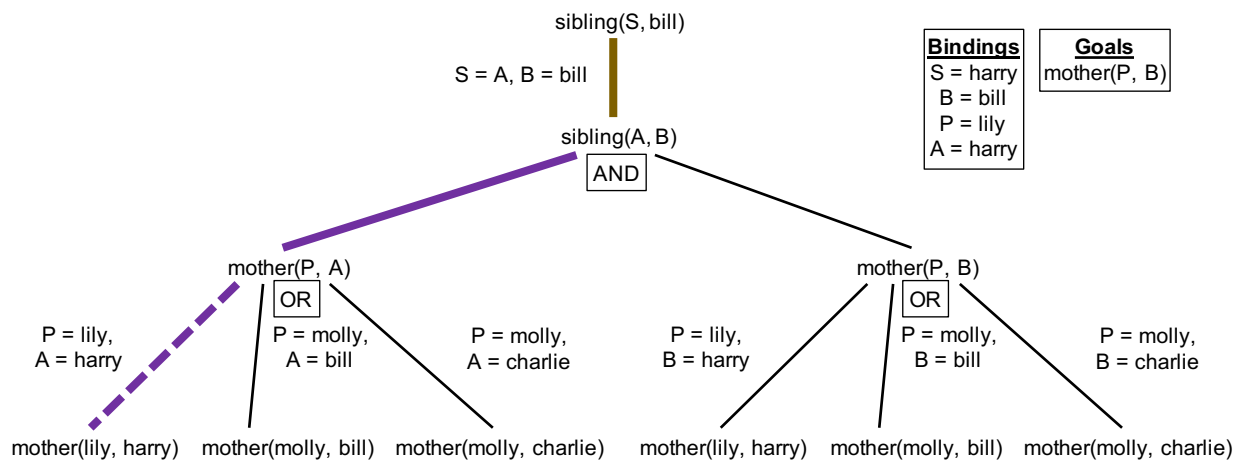 sibling(S, bill)
S = A, B = bill
sibling(A, B)
AND
Bindings
S = harry
B = bill
P = lily
A = harry
Goals
mother(P, B)
mother(P, A)
OR
P = lily,
A = harry
P = molly,
A = bill
P = molly,
A = charlie
mother(P, B)
OR
P = lily,
B = harry
P = molly,
B = bill
P = molly,
B = charlie
mother(lily, harry)
mother(molly, bill)
mother(molly, charlie)
mother(lily, harry)
mother(molly, bill)
mother(molly, charlie)